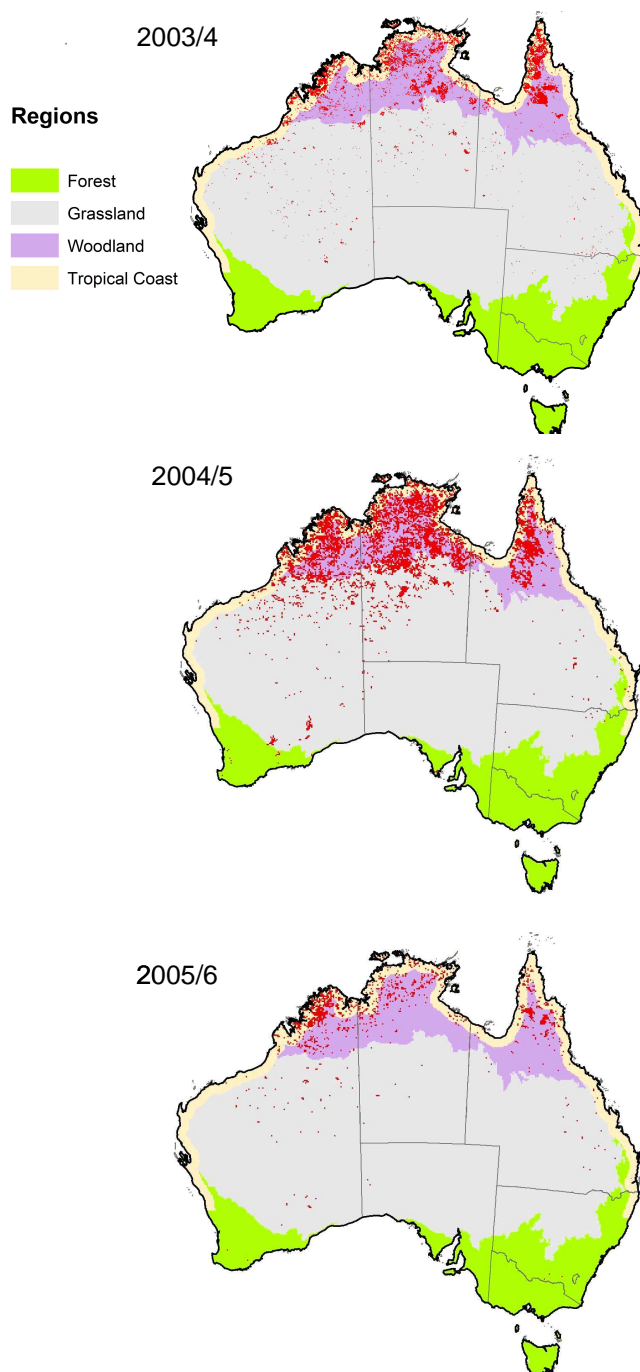 2003/4
Regions
Forest
Grassland
Woodland
Tropical Coast
2004/5
2005/6